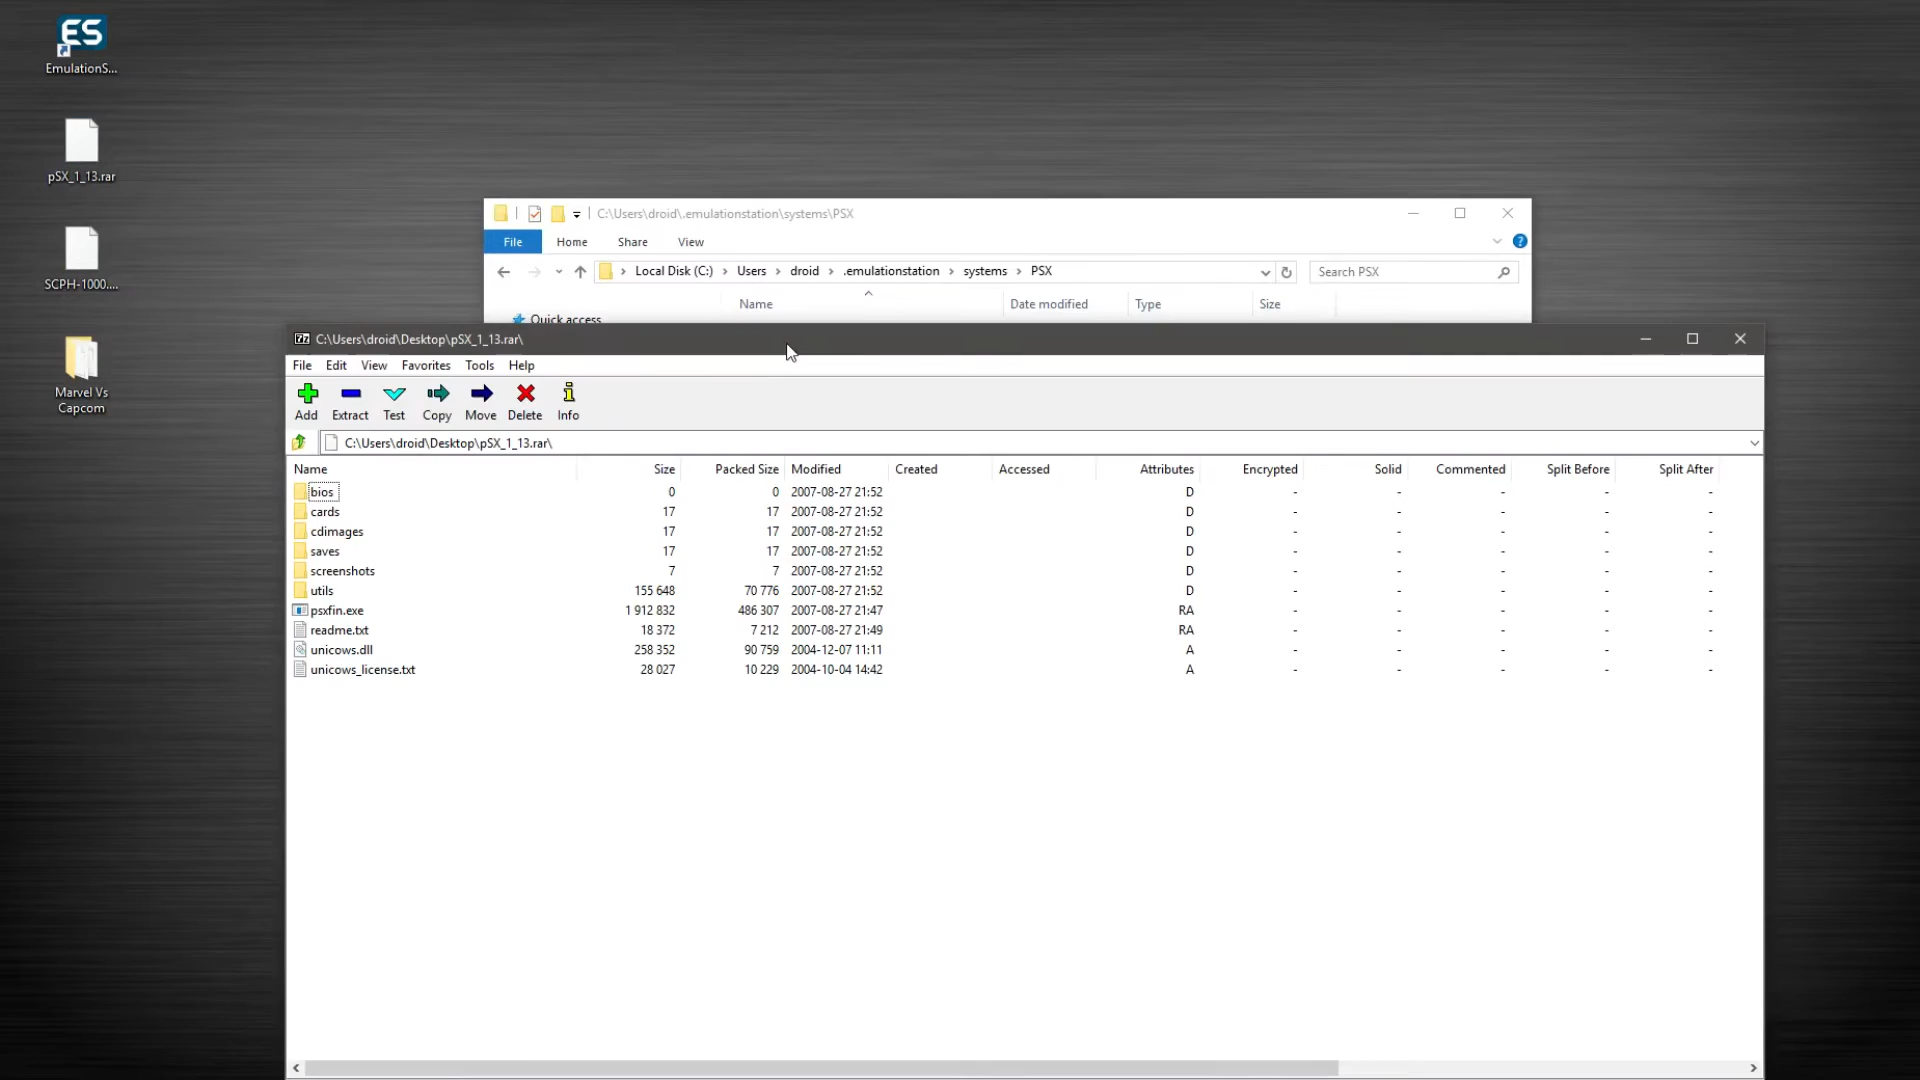 ES
EmulationS...
pSX_1_13.rar
SCPH-1000....
Marvel Vs
Capcom
C:\Users\droid\.emulationstation\systems\PSX
File Home Share View
Local Disk (C:) Users droid .emulationstation systems PSX Search PSX
Name Date modified Type Size
Quick access
C:\Users\droid\Desktop\pSX_1_13.rar\
File Edit View Favorites Tools Help
Add Extract Test Copy Move Delete Info
C:\Users\droid\Desktop\pSX_1_13.rar\
Name Size Packed Size Modified Created Accessed Attributes Encrypted Solid Commented Split Before Split After
bios 0 0 2007-08-27 21:52 D - - - - -
cards 17 17 2007-08-27 21:52 D - - - - -
cdimages 17 17 2007-08-27 21:52 D - - - - -
saves 17 17 2007-08-27 21:52 D - - - - -
screenshots 7 7 2007-08-27 21:52 D - - - - -
utils 155 648 70 776 2007-08-27 21:52 D - - - - -
psxfin.exe 1 912 832 486 307 2007-08-27 21:47 RA - - - - -
readme.txt 18 372 7 212 2007-08-27 21:49 RA - - - - -
unicows.dll 258 352 90 759 2004-12-07 11:11 A - - - - -
unicows_license.txt 28 027 10 229 2004-10-04 14:42 A - - - - -